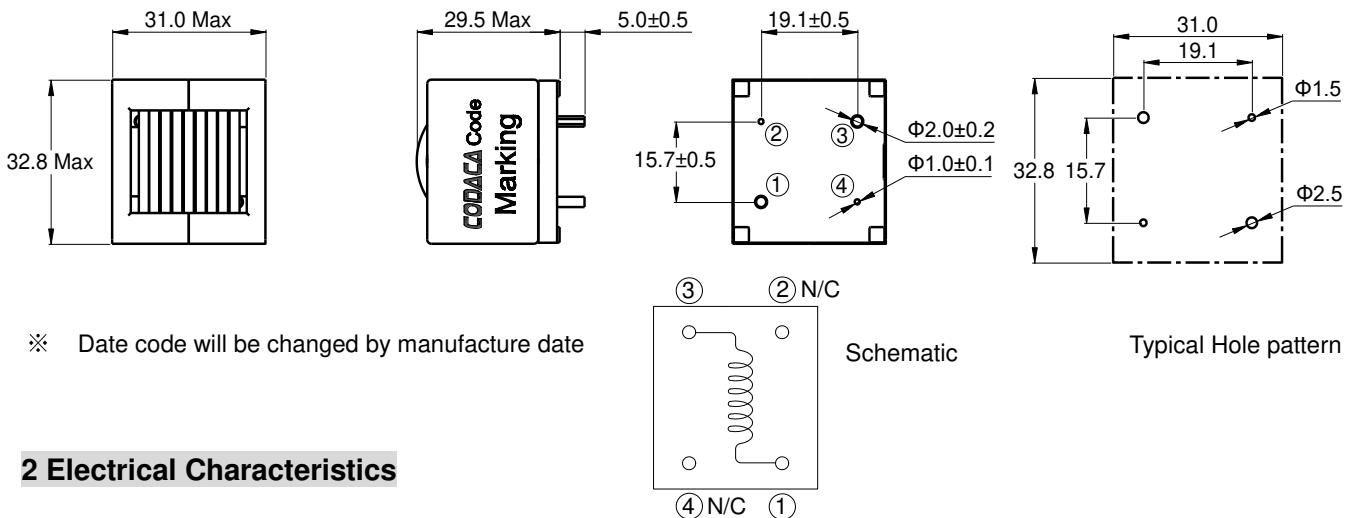 31.0 Max
32.8 Max
29.5 Max
5.0±0.5
CODACA Code
Marking
19.1±0.5
15.7±0.5
②
③
①
④
Φ2.0±0.2
Φ1.0±0.1
31.0
19.1
32.8
15.7
Φ1.5
Φ2.5
※ Date code will be changed by manufacture date
③
② N/C
④ N/C
①
Schematic
Typical Hole pattern
2 Electrical Characteristics